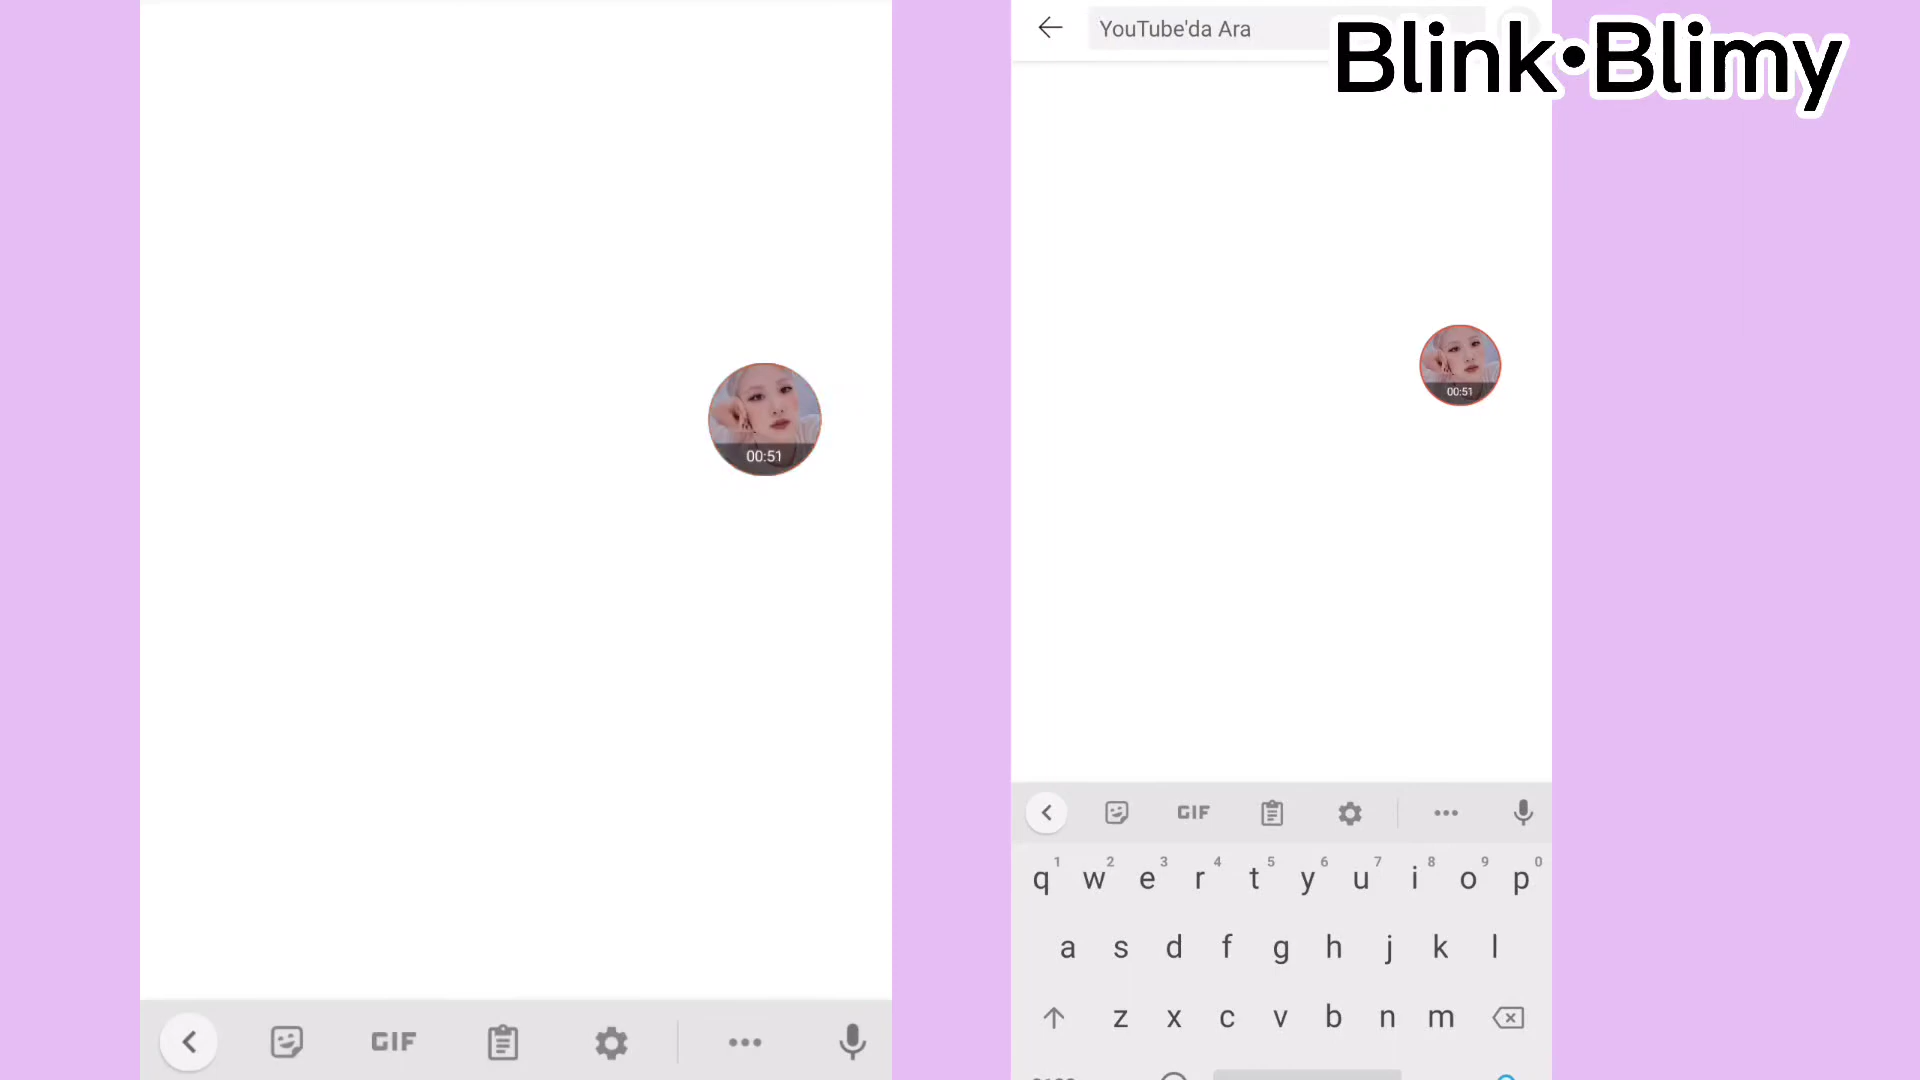 YouTube'da Ara
Blink•Blimy
00:51
00:51
GIF
1 2 3 4 5 6 7 8 9 0
q w e r t y u i o p
a s d f g h j k l
z x c v b n m
GIF